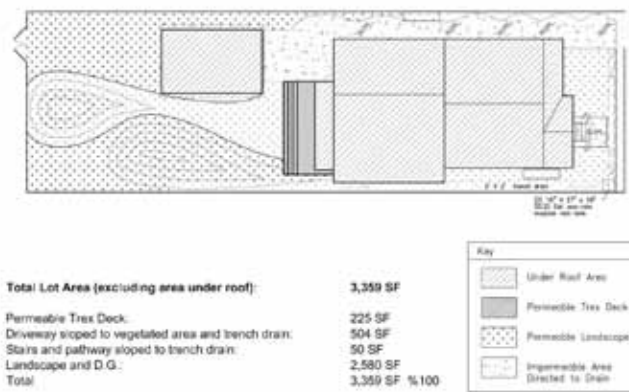 Total Lot Area (excluding area under roof): 3,359 SF
Permeable Trex Deck: 225 SF
Driveway sloped to vegetated area and trench drain: 504 SF
Stairs and pathway sloped to trench drain: 50 SF
Landscape and D.G.: 2,580 SF
Total 3,359 SF %100
Key
Under Roof Area
Permeable Trex Deck
Permeable Landscape
Impermeable Area
Directed to Drain